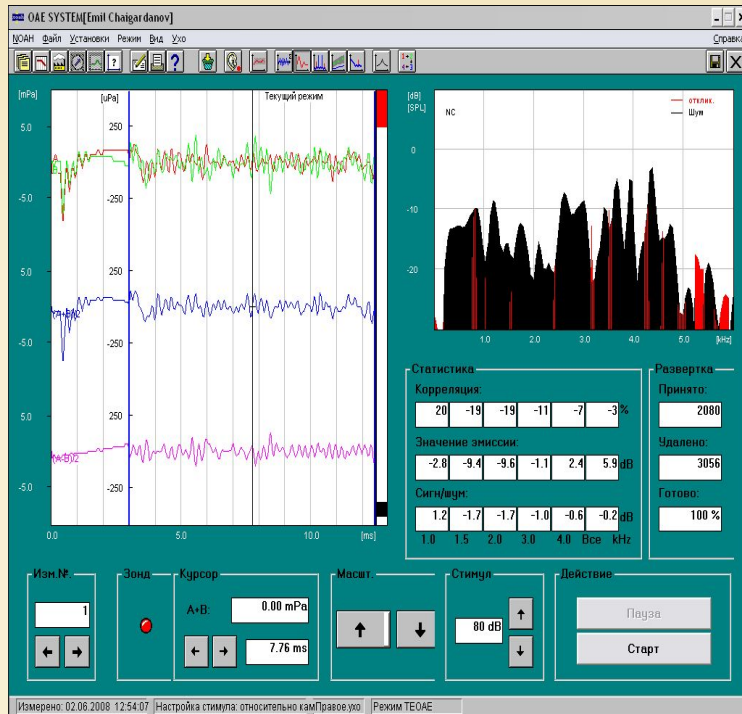 OAE SYSTEM[Emil Chaigardanov]
NOAH Файл Установки Режим Вид Ухо Справка
[mPa] [uPa] Текущий режим
5.0 250
-5.0 -250
5.0 250
(A+B)/2
-5.0 -250
5.0 250
(A-B)/2
-5.0 -250
0.0 5.0 10.0 [ms]
[dB]
[SPL] NC
отклик.
Шум
0
-10
-20
1.0 2.0 3.0 4.0 5.0 [kHz]
Статистика
Корреляция:
20 -19 -19 -11 -7 -3 %
Значение эмиссии:
-2.8 -9.4 -9.6 -1.1 2.4 5.9 dB
Сигн/шум:
1.2 -1.7 -1.7 -1.0 -0.6 -0.2 dB
1.0 1.5 2.0 3.0 4.0 Все kHz
Развертка
Принято:
2080
Удалено:
3056
Готово:
100 %
Изм.№.
1
Зонд
Курсор
A+B: 0.00 mPa
7.76 ms
Масшт.
Стимул
80 dB
Действие
Пауза
Старт
Измерено: 02.06.2008 12:54:07 Настройка стимула: относительно камПравое.ухо Режим TEOAE